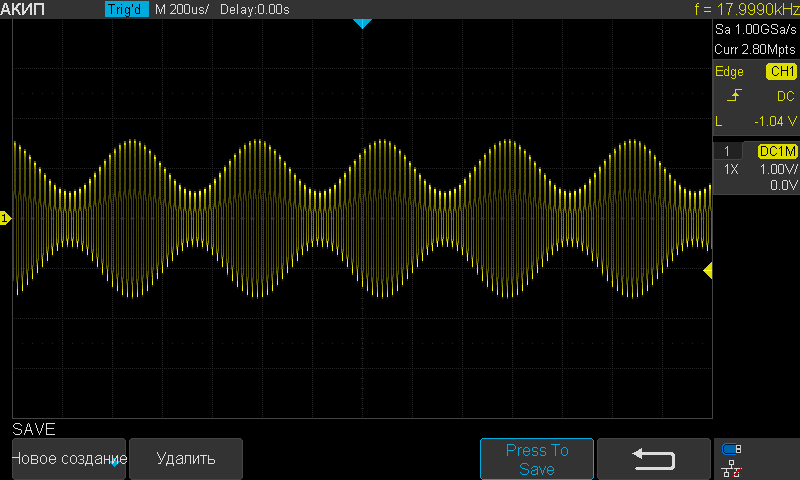 АКИП
Trig'd M 200us/ Delay:0.00s f = 17.9990kHz
Sa 1.00GSa/s
Curr 2.80Mpts
Edge CH1
DC
L -1.04 V
1 DC1M
1X 1.00V/
0.0V
1
SAVE
Новое создание
Удалить
Press To
Save